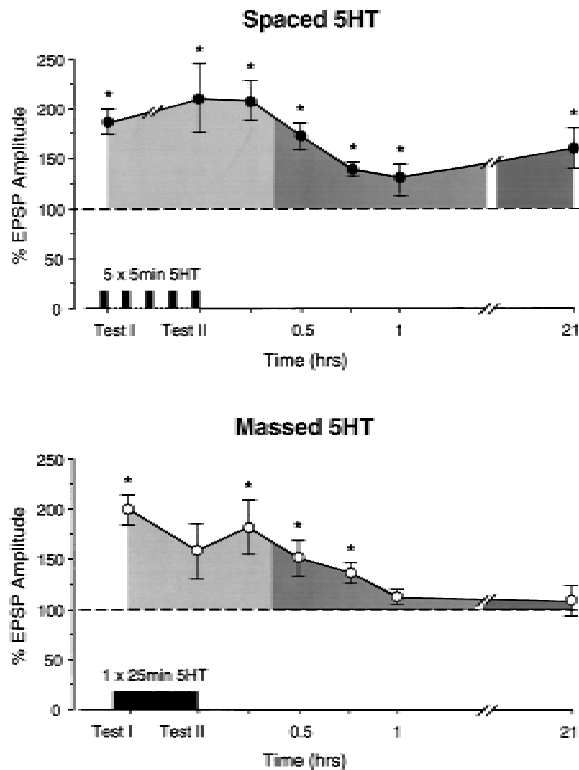 Spaced 5HT
% EPSP Amplitude
250
200
150
100
50
0
* * * * * * *
5 x 5min 5HT
Test I Test II 0.5 1 21
Time (hrs)
Massed 5HT
% EPSP Amplitude
250
200
150
100
50
0
* * * *
1 x 25min 5HT
Test I Test II 0.5 1 21
Time (hrs)